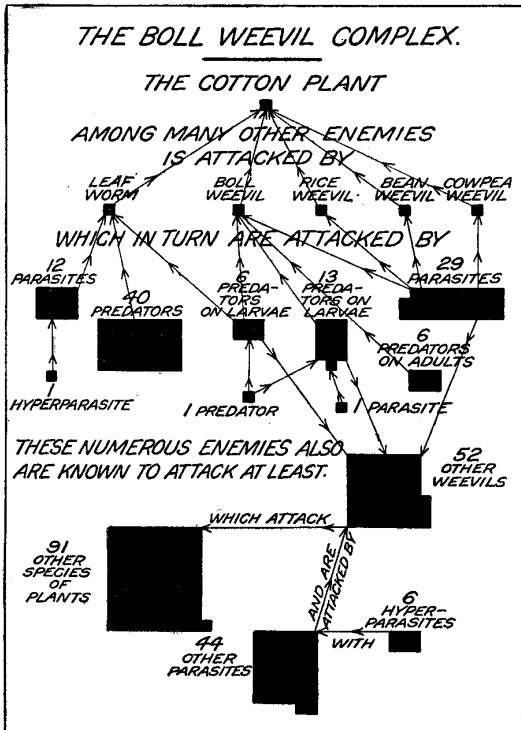 THE BOLL WEEVIL COMPLEX.
THE COTTON PLANT
AMONG MANY OTHER ENEMIES
IS ATTACKED BY
LEAF
WORM
BOLL
WEEVIL
RICE
WEEVIL
BEAN
WEEVIL
COWPEA
WEEVIL
WHICH IN TURN ARE ATTACKED BY
12
PARASITES
40
PREDATORS
6
PREDA-
TORS
ON LARVAE
13
PREDA-
TORS ON
LARVAE
29
PARASITES
6
PREDATORS
ON ADULTS
1
HYPERPARASITE
1 PREDATOR
1 PARASITE
THESE NUMEROUS ENEMIES ALSO
ARE KNOWN TO ATTACK AT LEAST.
52
OTHER
WEEVILS
WHICH ATTACK
91
OTHER
SPECIES
OF
PLANTS
AND ARE
ATTACKED BY
44
OTHER
PARASITES
WITH
6
HYPER-
PARASITES